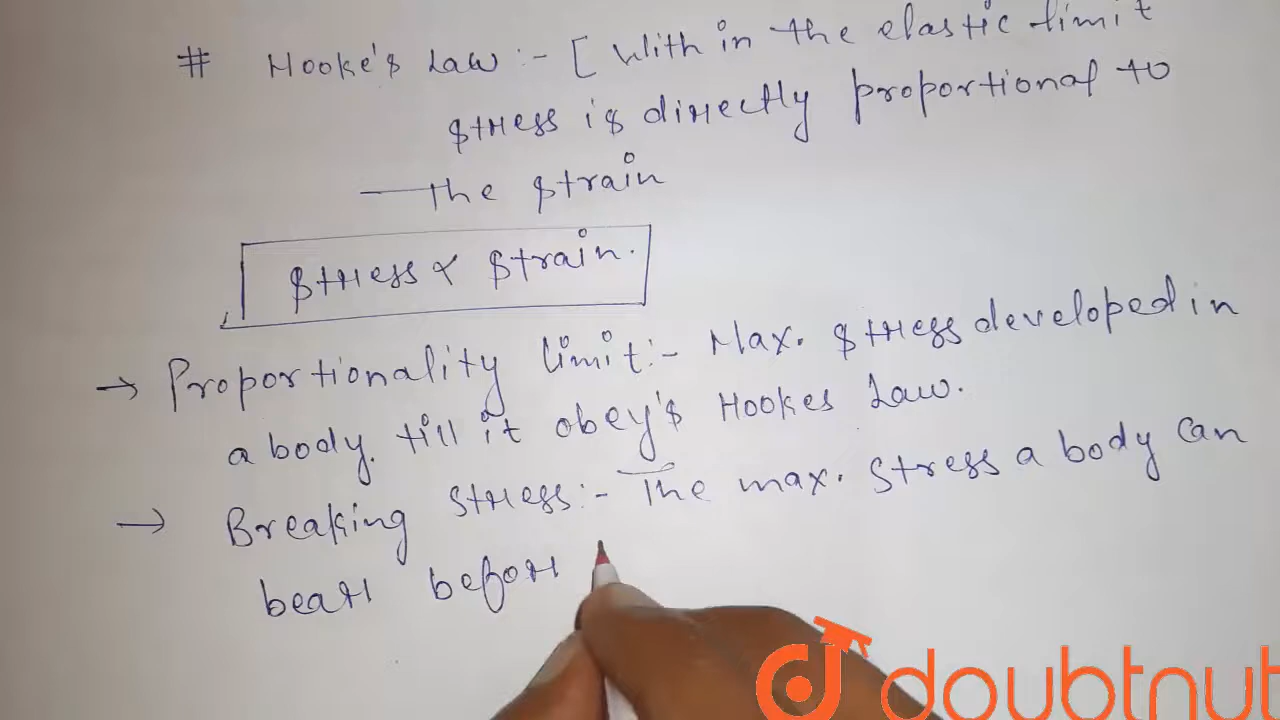 # Hooke's Law :- [ With in the elastic limit
stress is directly proportional to
the strain
stress ∝ strain.
→ Proportionality limit:- Max. stress developed in
a body. till it obey's Hookes Law.
→ Breaking stress:- The max. stress a body can
bear befor
doubtnut